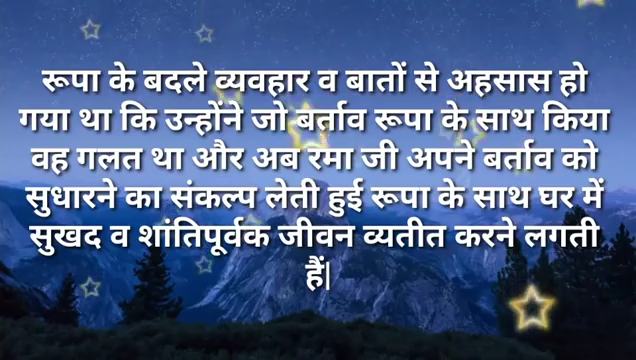 रूपा के बदले व्यवहार व बातों से अहसास हो
गया था कि उन्होंने जो बर्ताव रूपा के साथ किया
वह गलत था और अब रमा जी अपने बर्ताव को
सुधारने का संकल्प लेती हुई रूपा के साथ घर में
सुखद व शांतिपूर्वक जीवन व्यतीत करने लगती
हैं|